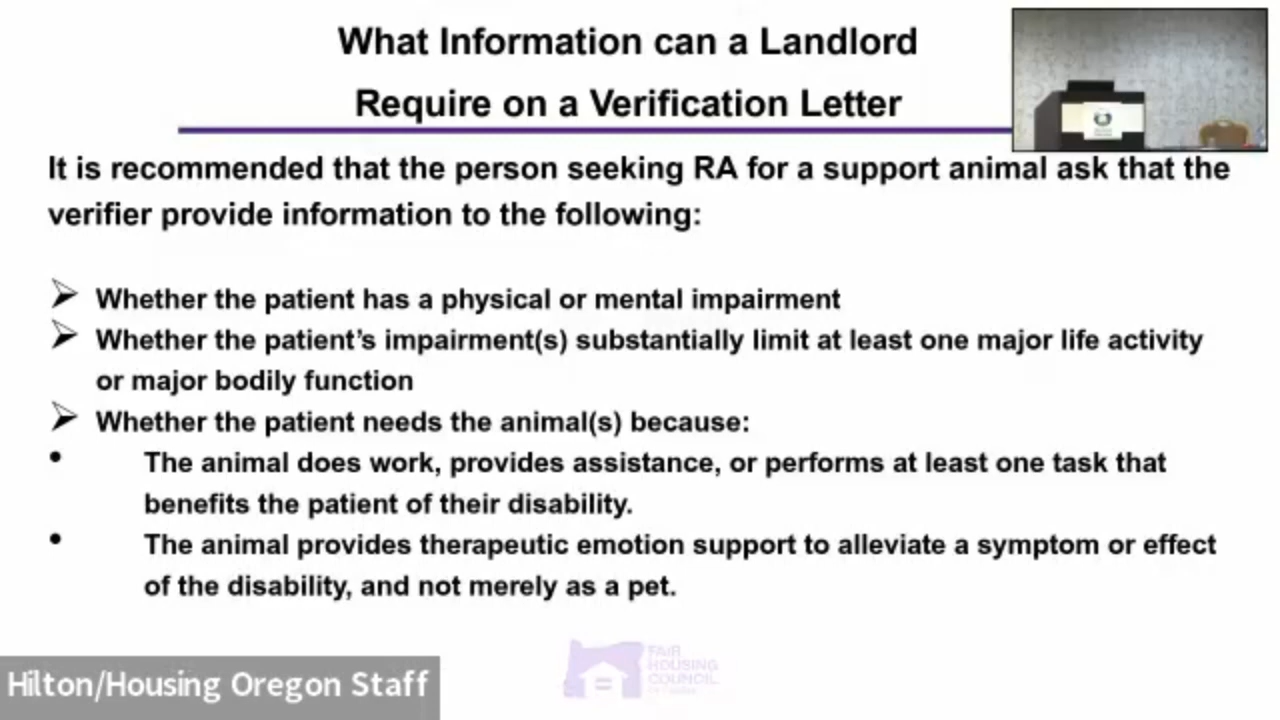 What Information can a Landlord
Require on a Verification Letter
It is recommended that the person seeking RA for a support animal ask that the
verifier provide information to the following:
Whether the patient has a physical or mental impairment
Whether the patient's impairment(s) substantially limit at least one major life activity
or major bodily function
Whether the patient needs the animal(s) because:
The animal does work, provides assistance, or performs at least one task that
benefits the patient of their disability.
The animal provides therapeutic emotion support to alleviate a symptom or effect
of the disability, and not merely as a pet.
FAIR
HOUSING
COUNCIL
Hilton/Housing Oregon Staff